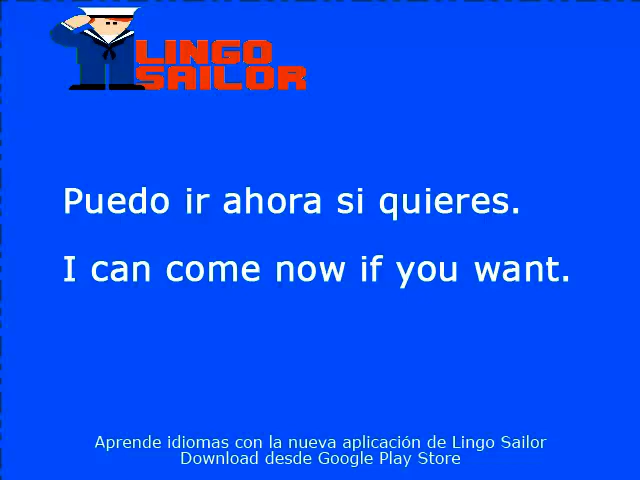 LINGO
SAILOR
Puedo ir ahora si quieres.
I can come now if you want.
Aprende idiomas con la nueva aplicación de Lingo Sailor
Download desde Google Play Store